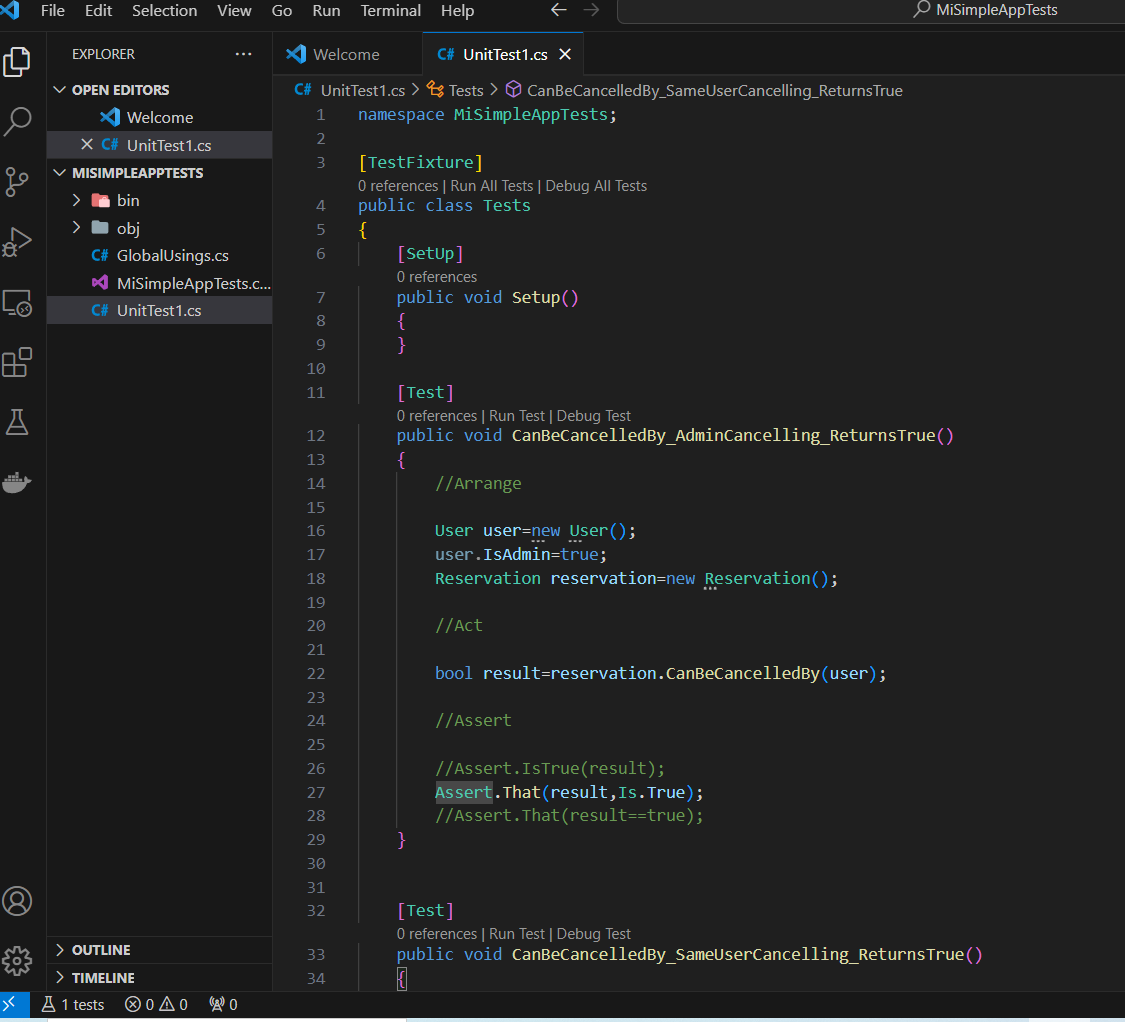 File Edit Selection View Go Run Terminal Help MiSimpleAppTests
EXPLORER ···
OPEN EDITORS
Welcome
UnitTest1.cs
MISIMPLEAPPTESTS
bin
obj
C# GlobalUsings.cs
MiSimpleAppTests.c...
C# UnitTest1.cs
OUTLINE
TIMELINE
Welcome C# UnitTest1.cs
C# UnitTest1.cs > Tests > CanBeCancelledBy_SameUserCancelling_ReturnsTrue
1 namespace MiSimpleAppTests;
2
3 [TestFixture]
0 references | Run All Tests | Debug All Tests
4 public class Tests
5 {
6 [SetUp]
0 references
7 public void Setup()
8 {
9 }
10
11 [Test]
0 references | Run Test | Debug Test
12 public void CanBeCancelledBy_AdminCancelling_ReturnsTrue()
13 {
14 //Arrange
15
16 User user=new User();
17 user.IsAdmin=true;
18 Reservation reservation=new Reservation();
19
20 //Act
21
22 bool result=reservation.CanBeCancelledBy(user);
23
24 //Assert
25
26 //Assert.IsTrue(result);
27 Assert.That(result,Is.True);
28 //Assert.That(result==true);
29 }
30
31
32 [Test]
0 references | Run Test | Debug Test
33 public void CanBeCancelledBy_SameUserCancelling_ReturnsTrue()
34 {
1 tests 0 0 0